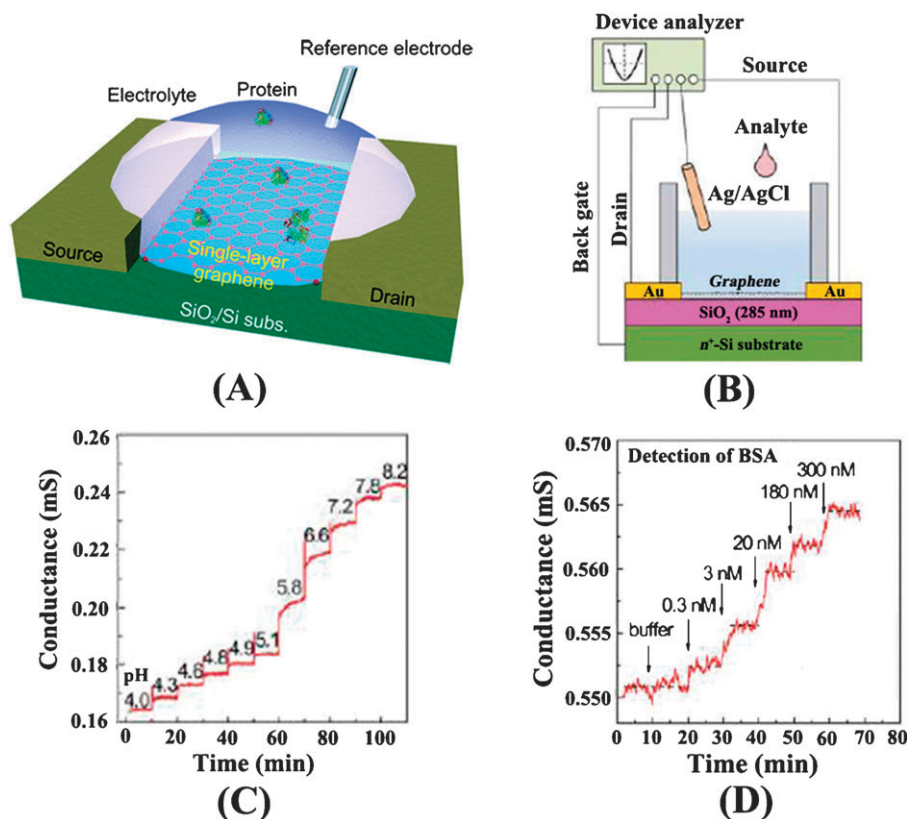 Reference electrode
Protein
Electrolyte
Source
Single-layer
graphene
Drain
SiO₂/Si subs.
(A)
Device analyzer
Source
Analyte
Ag/AgCl
Back gate
Drain
Graphene
Au
Au
SiO₂ (285 nm)
n⁺-Si substrate
(B)
Conductance (mS)
0.26
0.24
0.22
0.20
0.18
0.16
pH
4.0
4.3
4.6
4.8
4.9
5.1
5.8
6.6
7.2
7.8
8.2
0
20
40
60
80
100
Time (min)
(C)
Conductance (mS)
0.570
0.565
0.560
0.555
0.550
Detection of BSA
buffer
0.3 nM
3 nM
20 nM
180 nM
300 nM
0
10
20
30
40
50
60
70
80
Time (min)
(D)